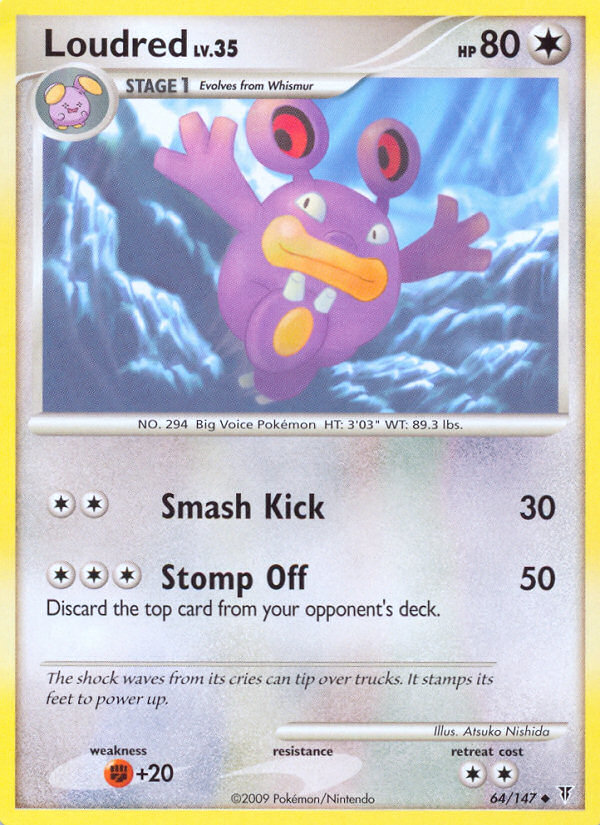 Loudred LV.35
HP 80
STAGE 1 Evolves from Whismur
NO. 294 Big Voice Pokémon HT: 3'03" WT: 89.3 lbs.
Smash Kick 30
Stomp Off 50
Discard the top card from your opponent's deck.
The shock waves from its cries can tip over trucks. It stamps its
feet to power up.
Illus. Atsuko Nishida
weakness resistance retreat cost
+20
©2009 Pokémon/Nintendo 64/147